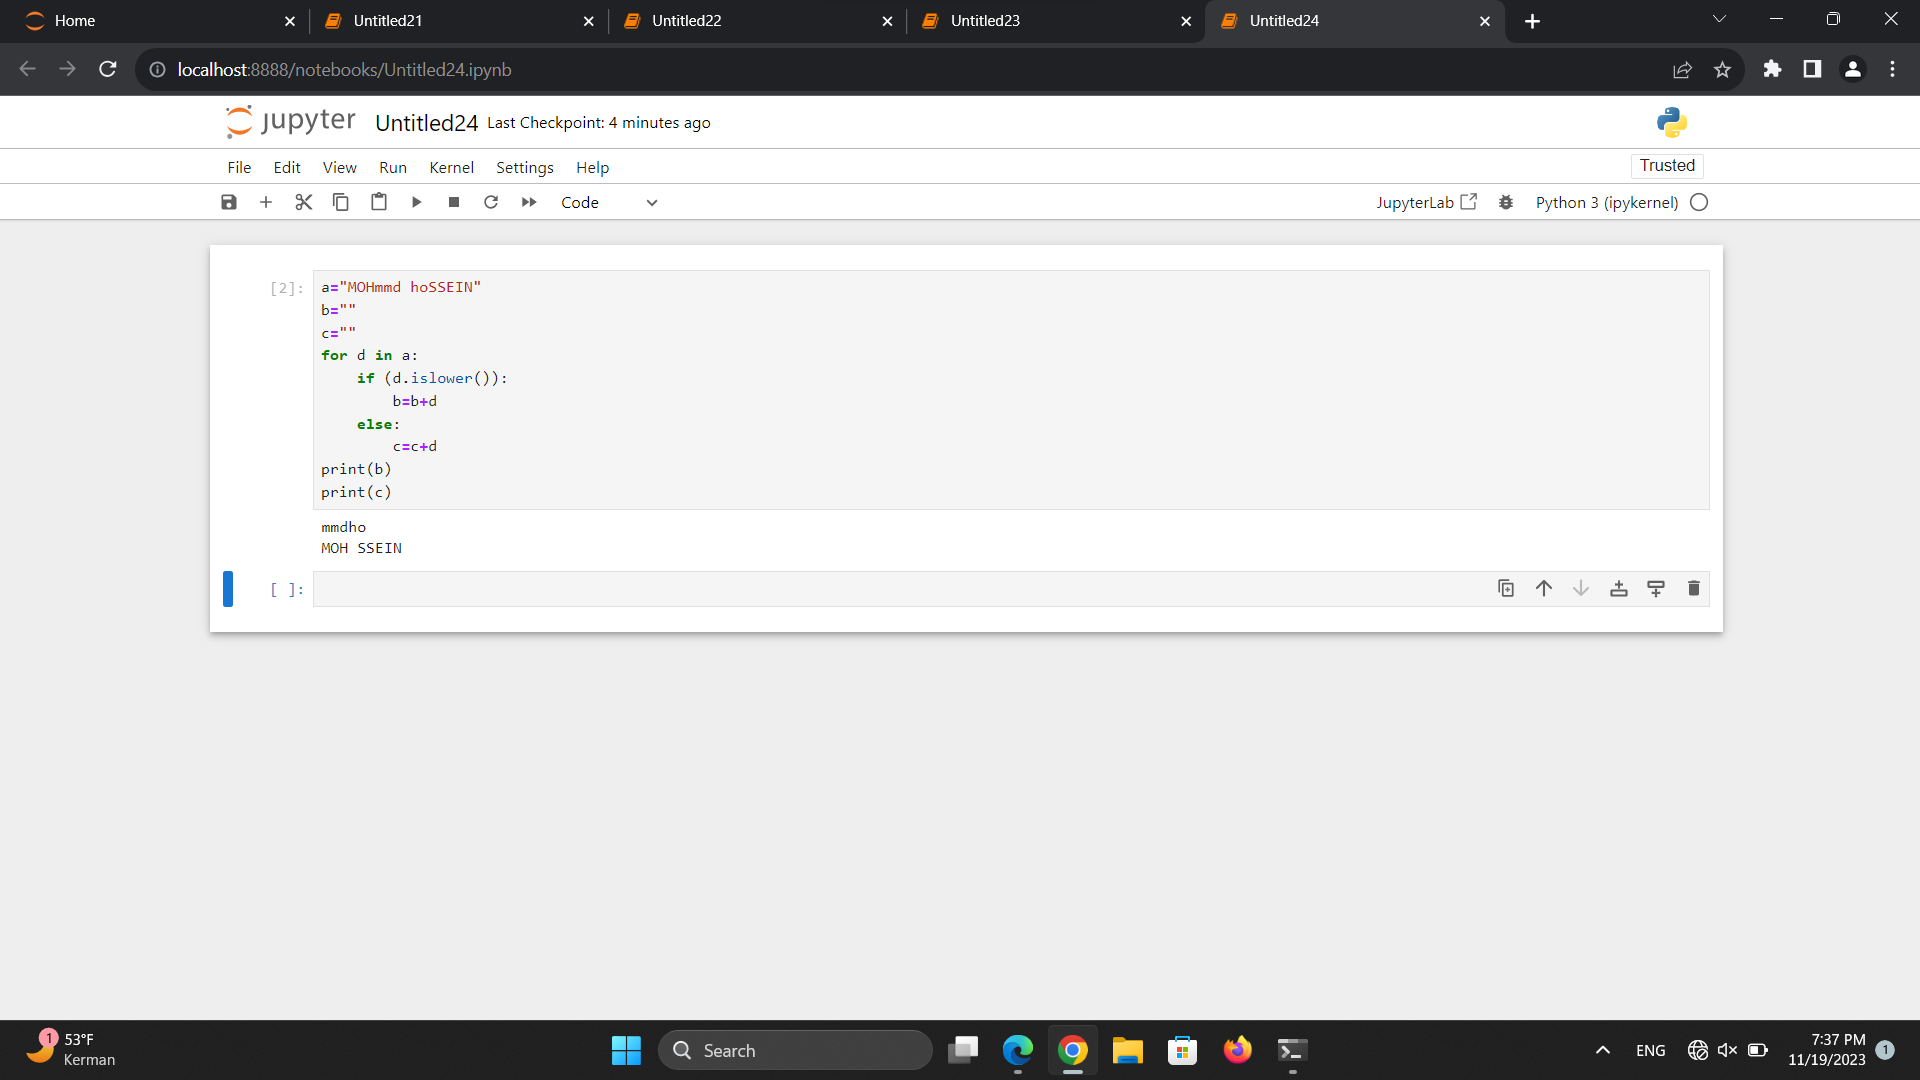 Home
Untitled21
Untitled22
Untitled23
Untitled24
localhost:8888/notebooks/Untitled24.ipynb
jupyter Untitled24 Last Checkpoint: 4 minutes ago
File Edit View Run Kernel Settings Help
Trusted
Code
JupyterLab
Python 3 (ipykernel)
[2]:
a="MOHmmd hoSSEIN"
b=""
c=""
for d in a:
    if (d.islower()):
        b=b+d
    else:
        c=c+d
print(b)
print(c)
mmdho
MOH SSEIN
[ ]:
1
53°F
Kerman
Search
ENG
7:37 PM
11/19/2023
1